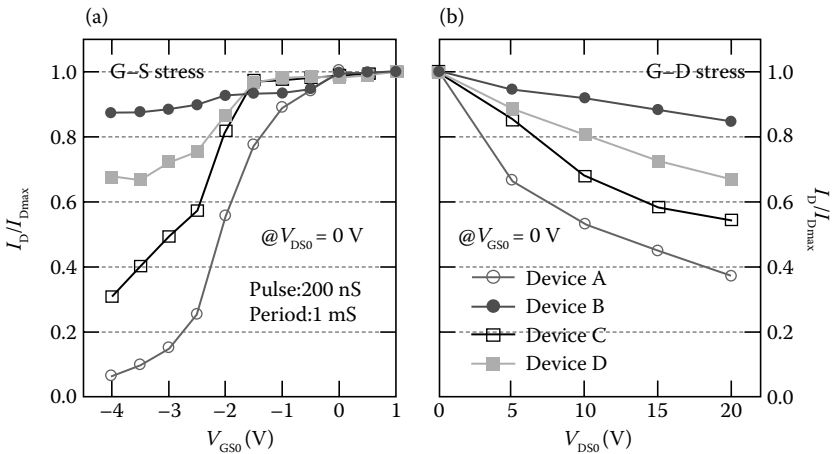 (a)
G–S stress
1.0
0.8
0.6
0.4
0.2
0.0
I_D/I_Dmax
@V_DS0 = 0 V
Pulse:200 nS
Period:1 mS
–4
–3
–2
–1
0
1
V_GS0 (V)
(b)
G–D stress
@V_GS0 = 0 V
Device A
Device B
Device C
Device D
0
5
10
15
20
V_DS0 (V)
1.0
0.8
0.6
0.4
0.2
0.0
I_D/I_Dmax